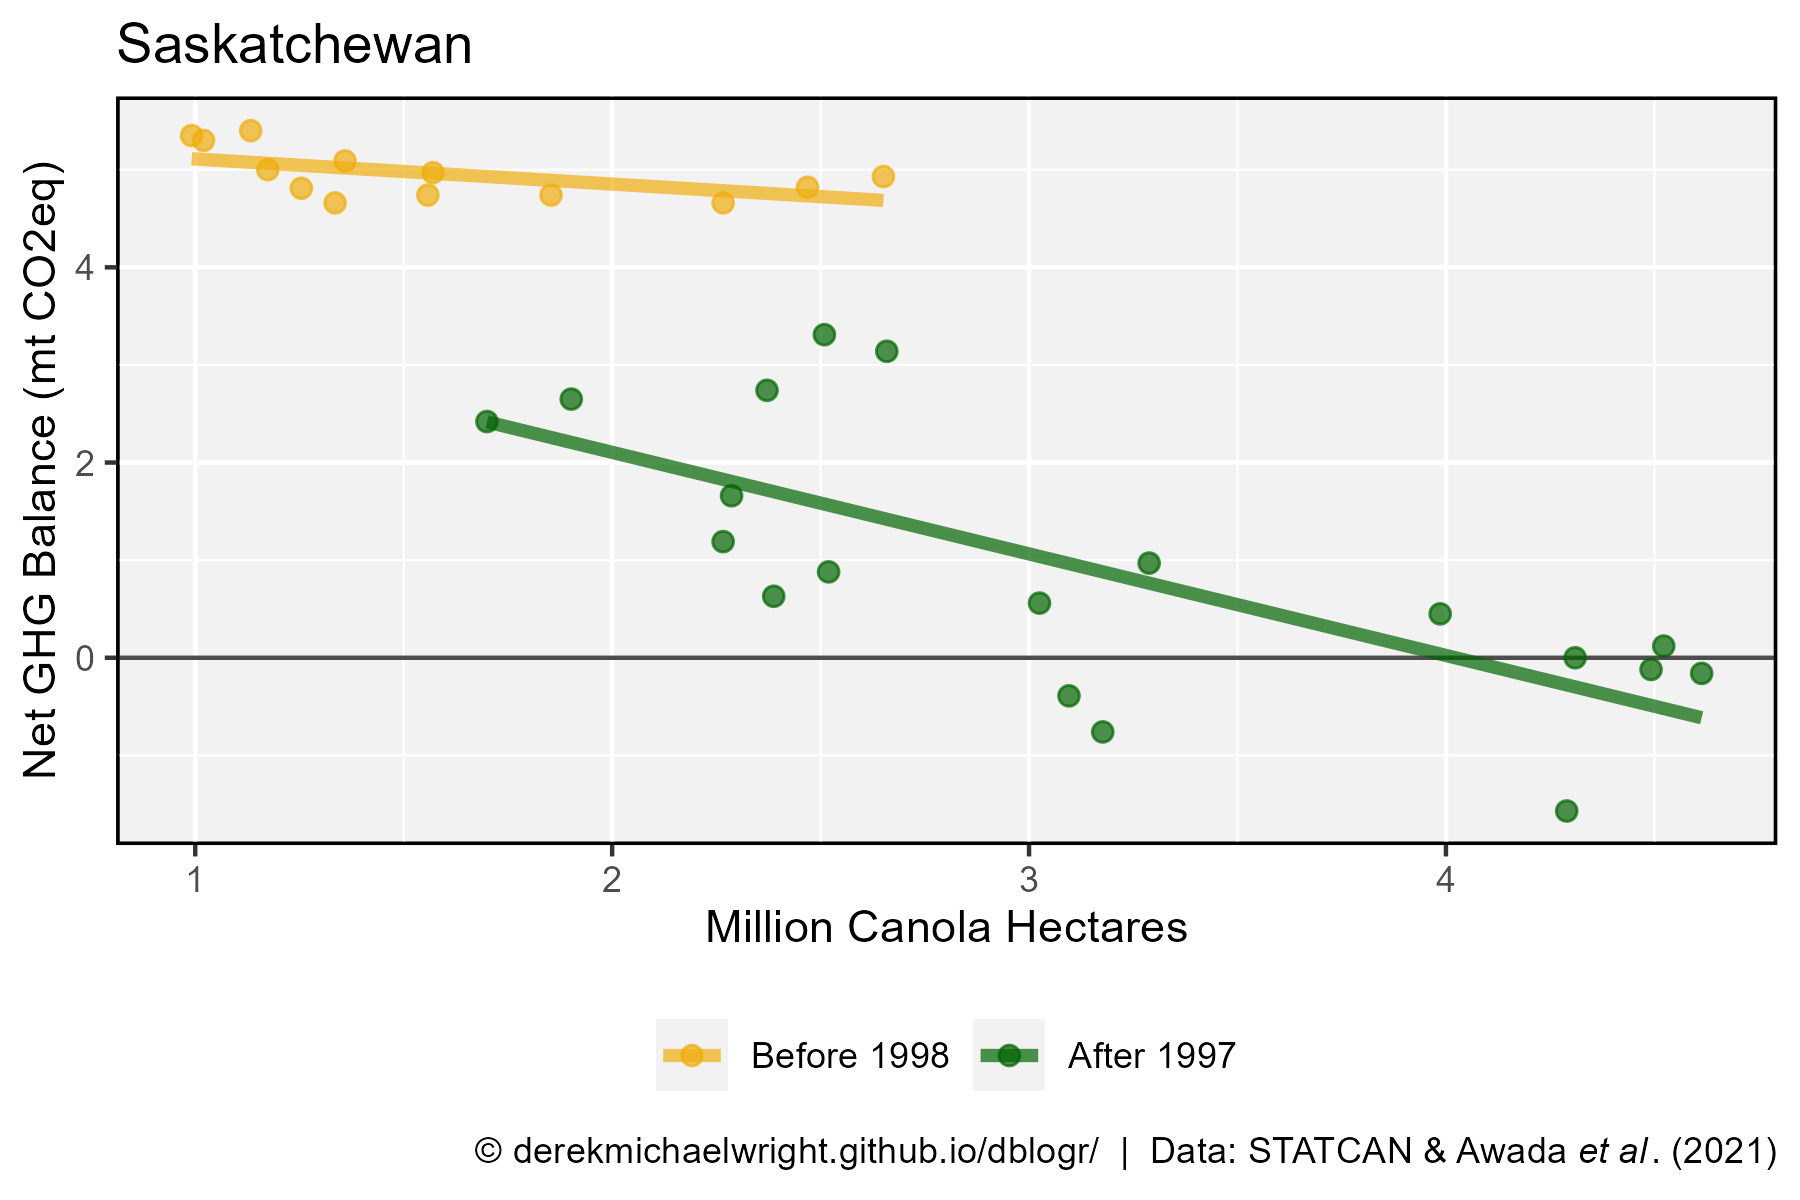 Saskatchewan
Net GHG Balance (mt CO2eq)
4
2
0
1 2 3 4
Million Canola Hectares
Before 1998 After 1997
© derekmichaelwright.github.io/dblogr/ | Data: STATCAN & Awada et al. (2021)